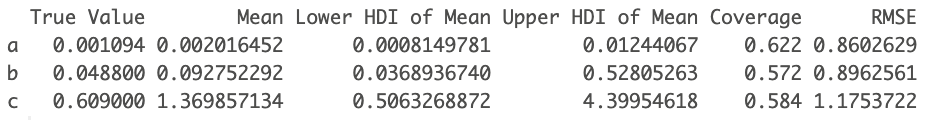 True Value Mean Lower HDI of Mean Upper HDI of Mean Coverage RMSE
a 0.001094 0.002016452 0.0008149781 0.01244067 0.622 0.8602629
b 0.048800 0.092752292 0.0368936740 0.52805263 0.572 0.8962561
c 0.609000 1.369857134 0.5063268872 4.39954618 0.584 1.1753722